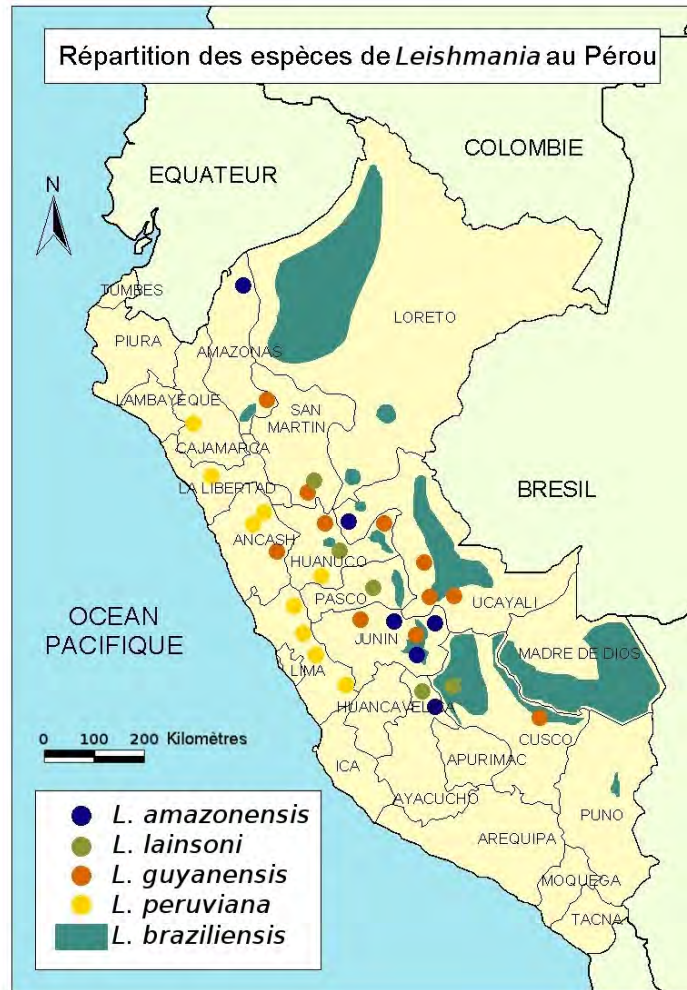 Répartition des espèces de Leishmania au Pérou
COLOMBIE
EQUATEUR
N
TUMBES
LORETO
PIURA
AMAZONAS
LAMBAYEQUE
SAN
MARTIN
CAJAMARCA
LA LIBERTAD
BRESIL
ANCASH
HUANUCO
PASCO
UCAYALI
OCEAN
PACIFIQUE
JUNIN
MADRE DE DIOS
LIMA
HUANCAVELICA
0 100 200 Kilomètres
CUSCO
ICA
APURIMAC
AYACUCHO
PUNO
AREQUIPA
MOQUEGA
TACNA
L. amazonensis
L. lainsoni
L. guyanensis
L. peruviana
L. braziliensis